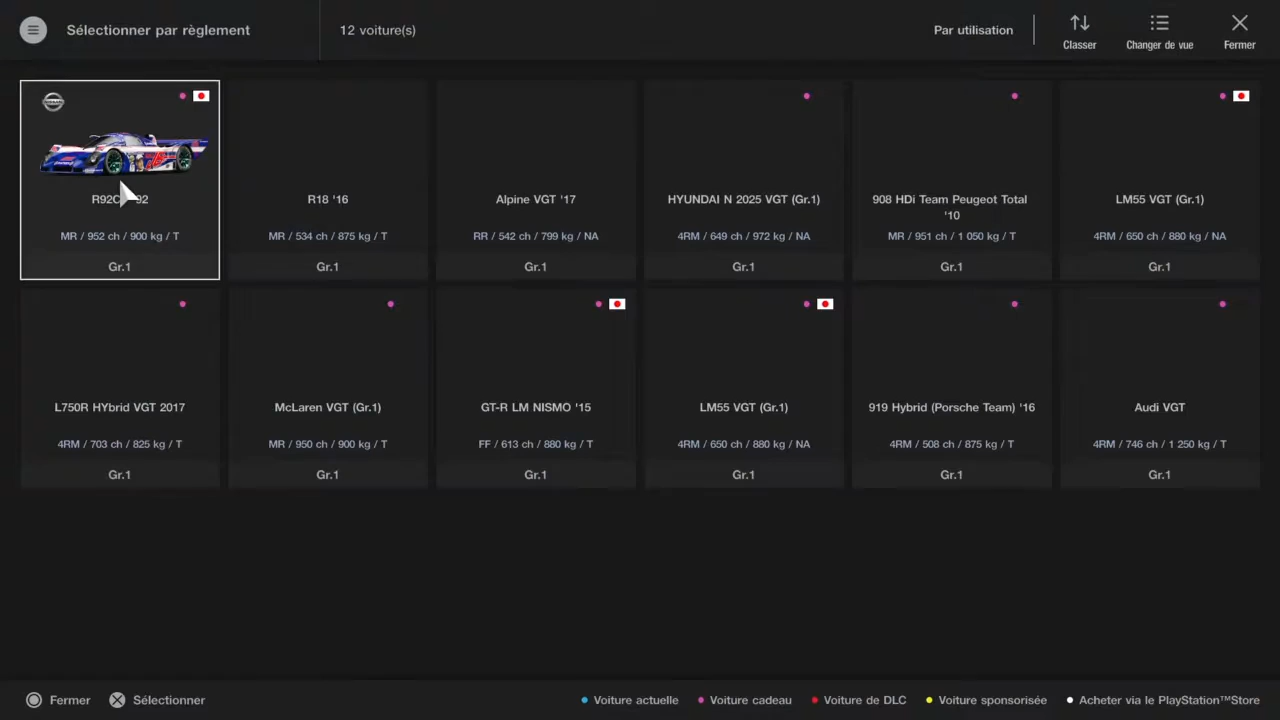 Sélectionner par règlement
12 voiture(s)
Par utilisation
Classer
Changer de vue
Fermer
NISSAN
R92C 92
MR / 952 ch / 900 kg / T
Gr.1
R18 '16
MR / 534 ch / 875 kg / T
Gr.1
Alpine VGT '17
RR / 542 ch / 799 kg / NA
Gr.1
HYUNDAI N 2025 VGT (Gr.1)
4RM / 649 ch / 972 kg / NA
Gr.1
908 HDi Team Peugeot Total
'10
MR / 951 ch / 1 050 kg / T
Gr.1
LM55 VGT (Gr.1)
4RM / 650 ch / 880 kg / NA
Gr.1
L750R HYbrid VGT 2017
4RM / 703 ch / 825 kg / T
Gr.1
McLaren VGT (Gr.1)
MR / 950 ch / 900 kg / T
Gr.1
GT-R LM NISMO '15
FF / 613 ch / 880 kg / T
Gr.1
LM55 VGT (Gr.1)
4RM / 650 ch / 880 kg / NA
Gr.1
919 Hybrid (Porsche Team) '16
4RM / 508 ch / 875 kg / T
Gr.1
Audi VGT
4RM / 746 ch / 1 250 kg / T
Gr.1
Fermer
Sélectionner
Voiture actuelle
Voiture cadeau
Voiture de DLC
Voiture sponsorisée
Acheter via le PlayStation™Store